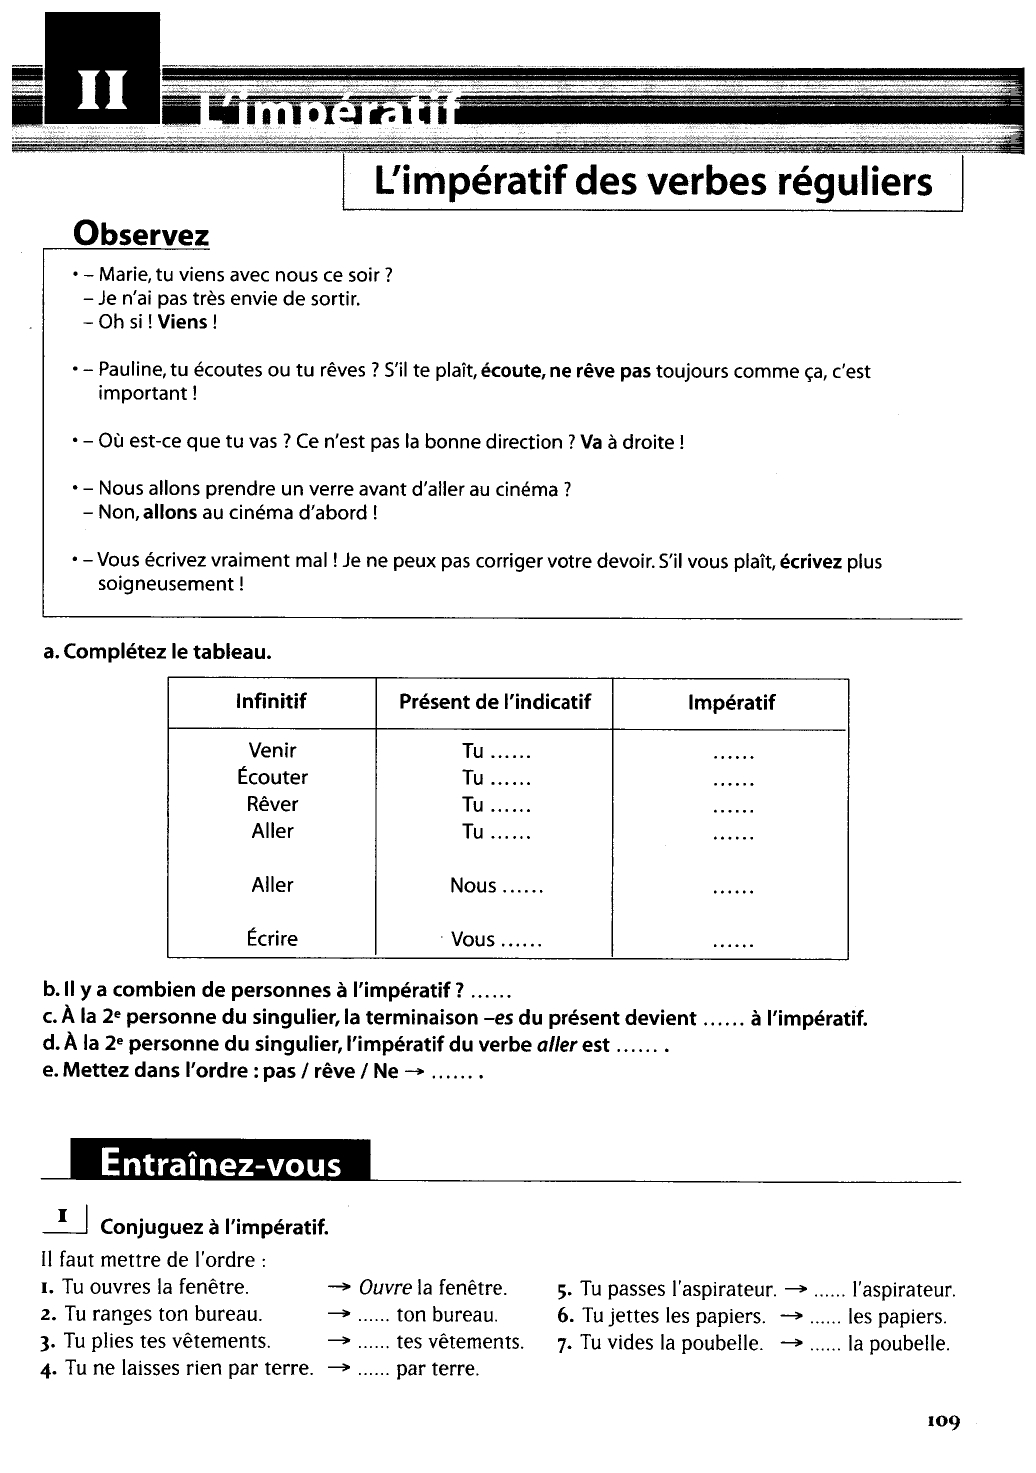 II
L'impératif
L'impératif des verbes réguliers
Observez
• – Marie, tu viens avec nous ce soir ?
– Je n'ai pas très envie de sortir.
– Oh si ! Viens !
• – Pauline, tu écoutes ou tu rêves ? S'il te plaît, écoute, ne rêve pas toujours comme ça, c'est
important !
• – Où est-ce que tu vas ? Ce n'est pas la bonne direction ? Va à droite !
• – Nous allons prendre un verre avant d'aller au cinéma ?
– Non, allons au cinéma d'abord !
• – Vous écrivez vraiment mal ! Je ne peux pas corriger votre devoir. S'il vous plaît, écrivez plus
soigneusement !
a. Complétez le tableau.
Infinitif Présent de l'indicatif Impératif
Venir Tu ...... ......
Écouter Tu ...... ......
Rêver Tu ...... ......
Aller Tu ...... ......
Aller Nous ...... ......
Écrire Vous ...... ......
b. Il y a combien de personnes à l'impératif ? ......
c. À la 2e personne du singulier, la terminaison –es du présent devient ...... à l'impératif.
d. À la 2e personne du singulier, l'impératif du verbe aller est ...... .
e. Mettez dans l'ordre : pas / rêve / Ne → ...... .
Entraînez-vous
I Conjuguez à l'impératif.
Il faut mettre de l'ordre :
1. Tu ouvres la fenêtre. → Ouvre la fenêtre.
2. Tu ranges ton bureau. → ...... ton bureau.
3. Tu plies tes vêtements. → ...... tes vêtements.
4. Tu ne laisses rien par terre. → ...... par terre.
5. Tu passes l'aspirateur. → ...... l'aspirateur.
6. Tu jettes les papiers. → ...... les papiers.
7. Tu vides la poubelle. → ...... la poubelle.
109